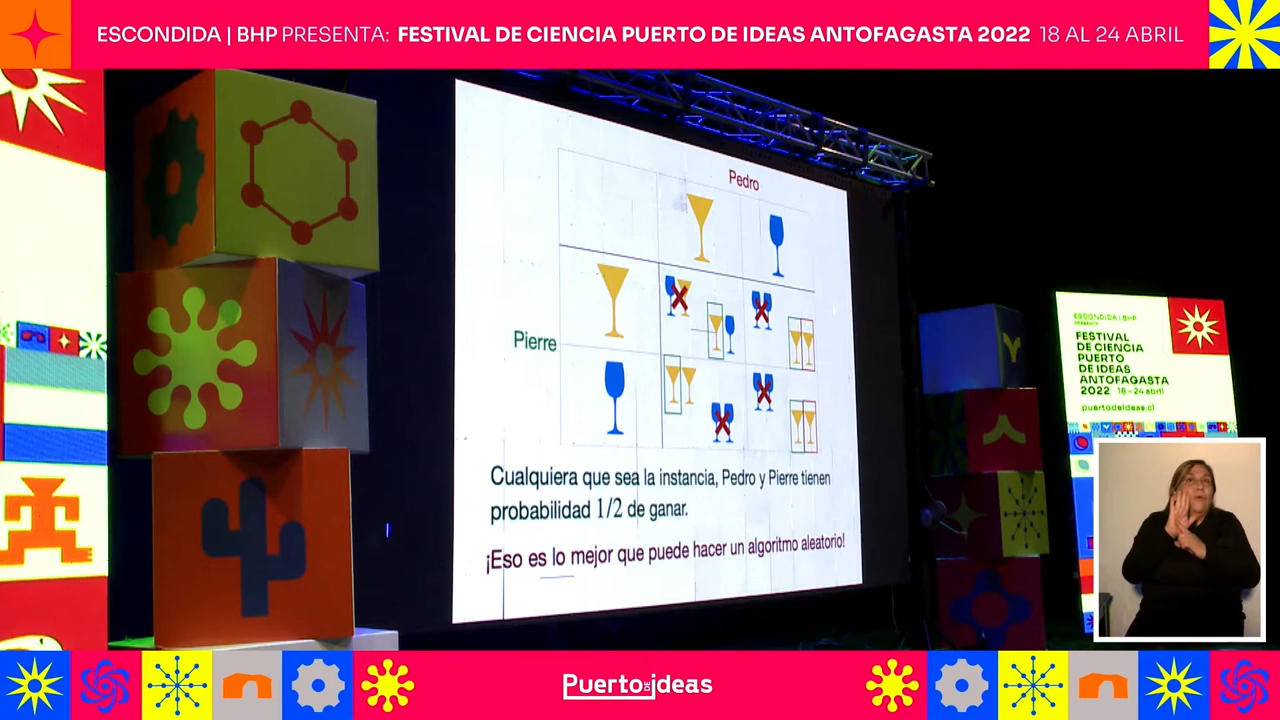 ESCONDIDA | BHP PRESENTA: FESTIVAL DE CIENCIA PUERTO DE IDEAS ANTOFAGASTA 2022 18 AL 24 ABRIL
Pedro
Pierre
Cualquiera que sea la instancia, Pedro y Pierre tienen
probabilidad 1/2 de ganar.
¡Eso es lo mejor que puede hacer un algoritmo aleatorio!
ESCONDIDA | BHP
PRESENTA:
FESTIVAL
DE CIENCIA
PUERTO
DE IDEAS
ANTOFAGASTA
2022 18 - 24 abril
puertodeideas.cl
Puerto DE ideas